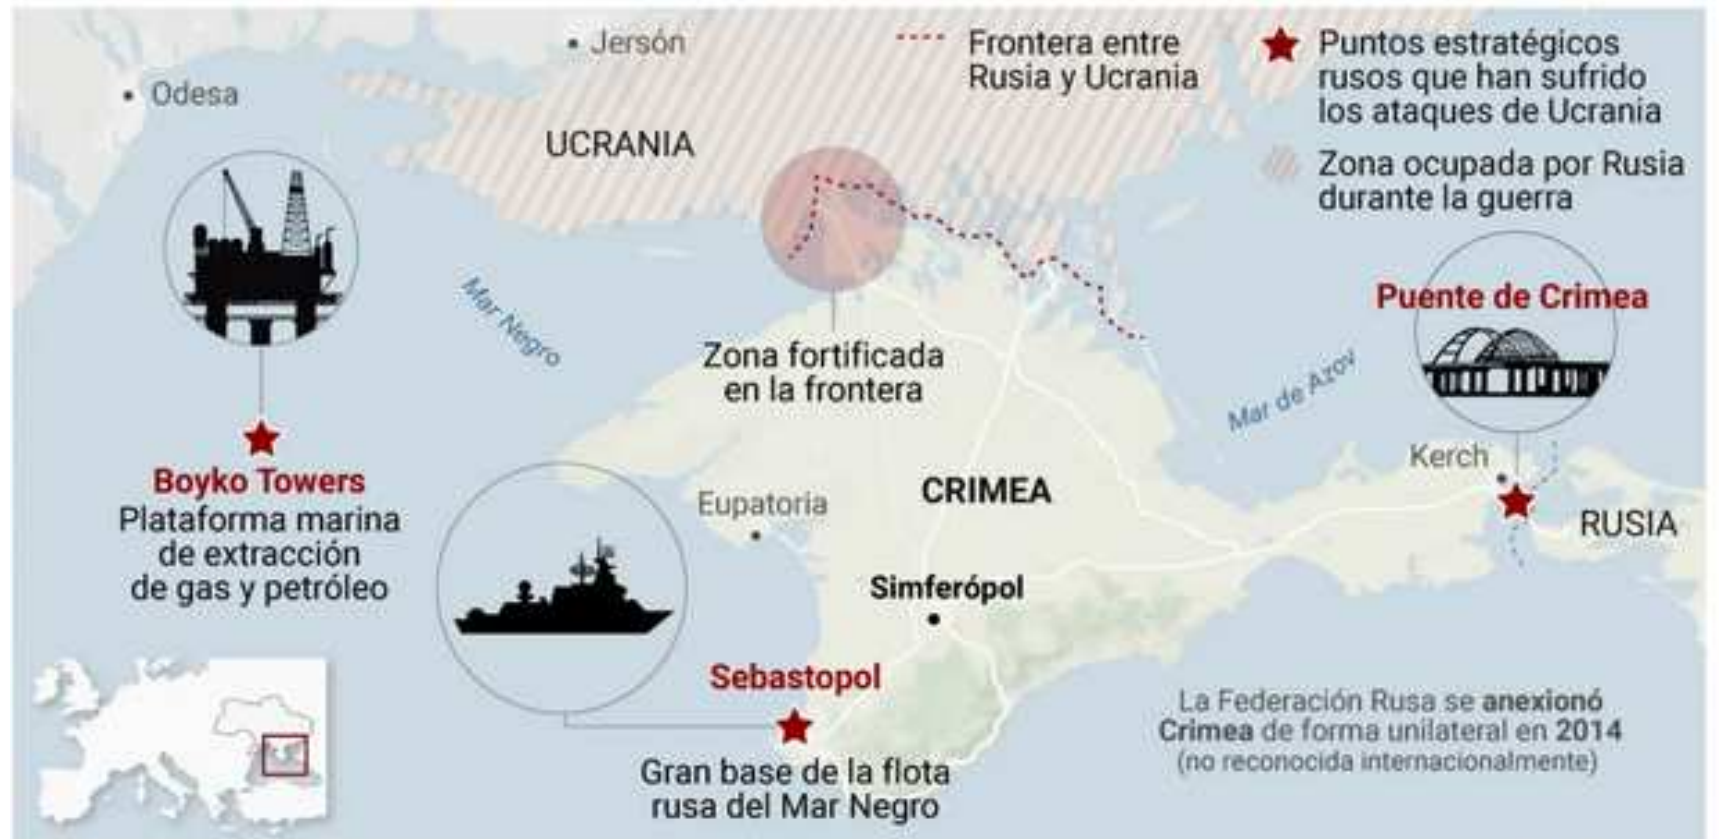 Jersón
Odesa
UCRANIA
Frontera entre
Rusia y Ucrania
Puntos estratégicos
rusos que han sufrido
los ataques de Ucrania
Zona ocupada por Rusia
durante la guerra
Mar Negro
Zona fortificada
en la frontera
Puente de Crimea
Mar de Azov
Kerch
RUSIA
Boyko Towers
Plataforma marina
de extracción
de gas y petróleo
Eupatoria
CRIMEA
Simferópol
Sebastopol
Gran base de la flota
rusa del Mar Negro
La Federación Rusa se anexionó
Crimea de forma unilateral en 2014
(no reconocida internacionalmente)